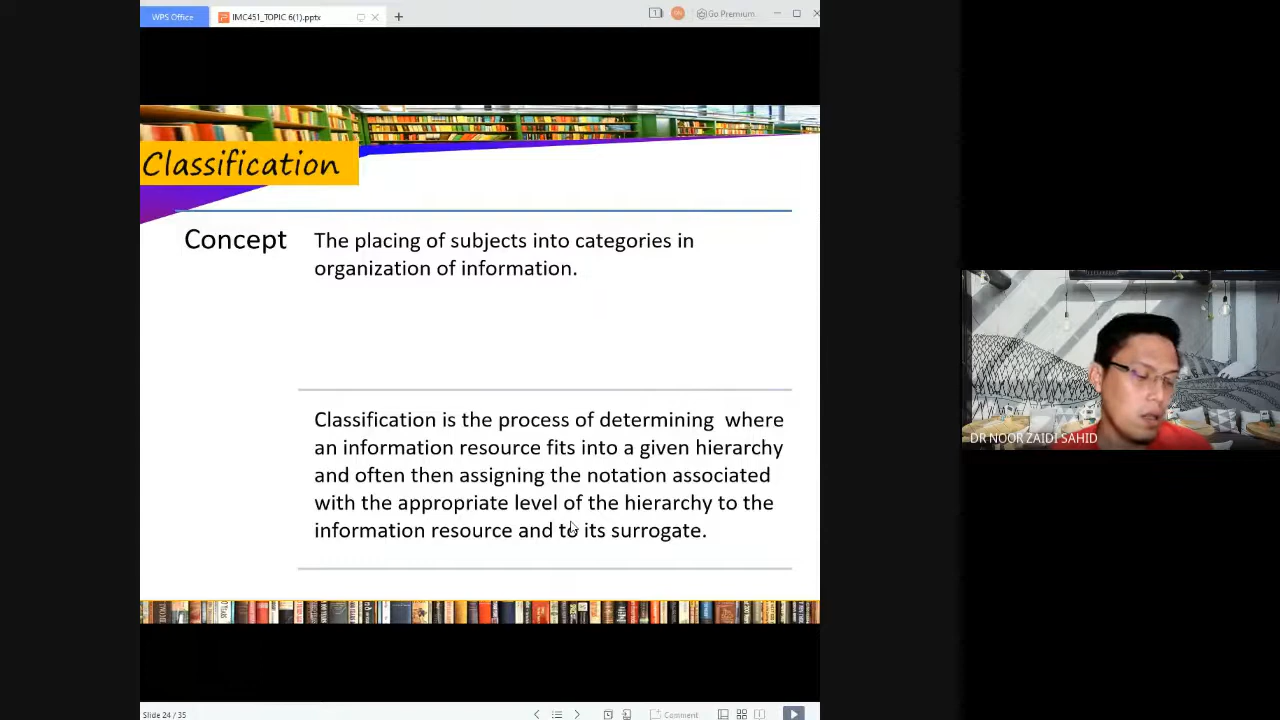 WPS Office
IMC451_TOPIC 6(1).pptx
Go Premium
Classification
Concept
The placing of subjects into categories in
organization of information.
Classification is the process of determining where
an information resource fits into a given hierarchy
and often then assigning the notation associated
with the appropriate level of the hierarchy to the
information resource and to its surrogate.
DR NOOR ZAIDI SAHID
Slide 24 / 35
Comment